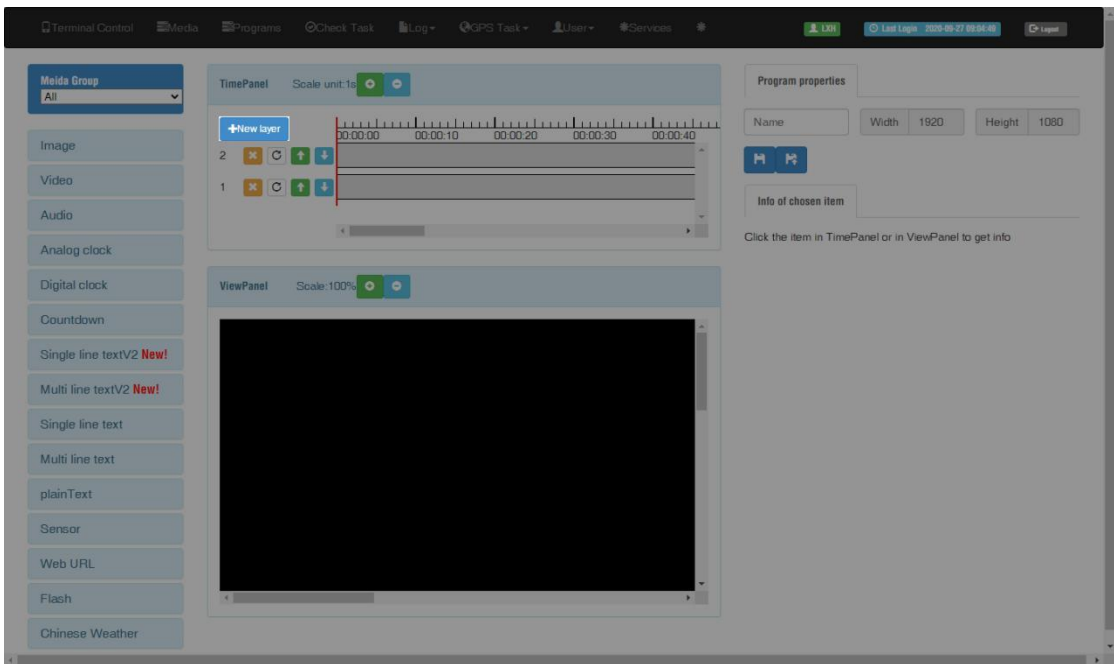 Terminal Control Media Programs Check Task Log GPS Task User Services LXH Last Login 2020-09-27 09:04:49 Logout
Meida Group
All
Image
Video
Audio
Analog clock
Digital clock
Countdown
Single line textV2 New!
Multi line textV2 New!
Single line text
Multi line text
plainText
Sensor
Web URL
Flash
Chinese Weather
TimePanel Scale unit:1s
New layer
00:00:00 00:00:10 00:00:20 00:00:30 00:00:40
2
1
ViewPanel Scale:100%
Program properties
Name Width 1920 Height 1080
Info of chosen item
Click the item in TimePanel or in ViewPanel to get info